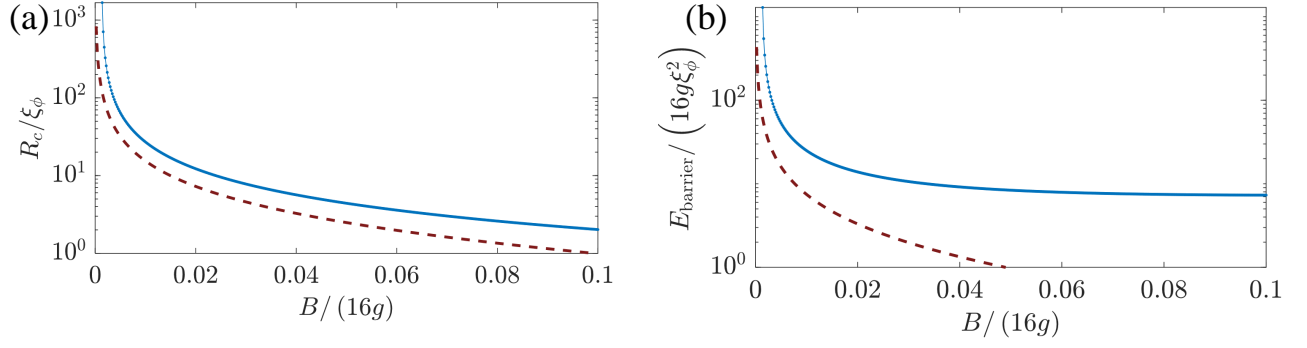 (a)
10^3
10^2
10^1
10^0
R_c/ξ_ϕ
0 0.02 0.04 0.06 0.08 0.1
B/ (16g)
(b)
10^2
10^0
E_barrier/ (16gξ_ϕ^2)
0 0.02 0.04 0.06 0.08 0.1
B/ (16g)